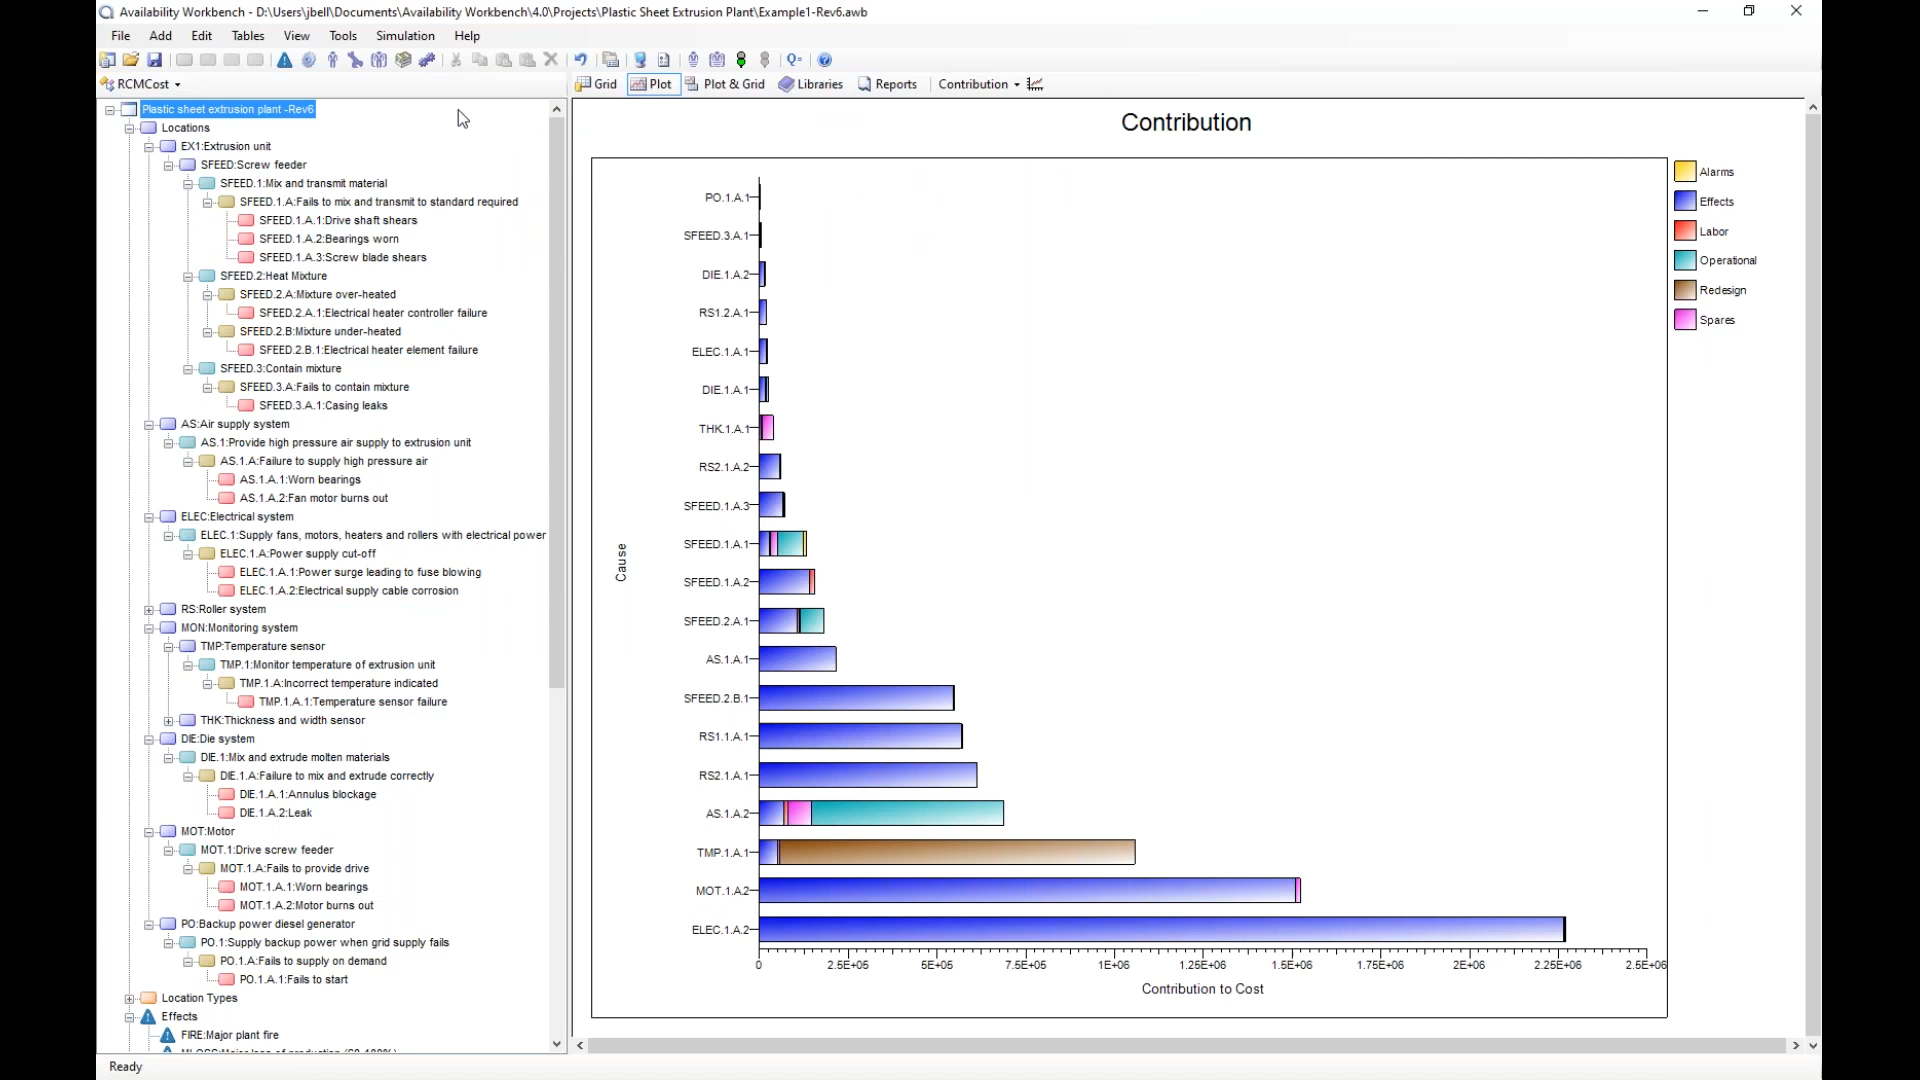 Availability Workbench - D:\Users\jbell\Documents\Availability Workbench\4.0\Projects\Plastic Sheet Extrusion Plant\Example1-Rev6.awb
File Add Edit Tables View Tools Simulation Help
RCMCost
Grid Plot Plot & Grid Libraries Reports Contribution
Plastic sheet extrusion plant -Rev6
Locations
EX1:Extrusion unit
SFEED:Screw feeder
SFEED.1:Mix and transmit material
SFEED.1.A:Fails to mix and transmit to standard required
SFEED.1.A.1:Drive shaft shears
SFEED.1.A.2:Bearings worn
SFEED.1.A.3:Screw blade shears
SFEED.2:Heat Mixture
SFEED.2.A:Mixture over-heated
SFEED.2.A.1:Electrical heater controller failure
SFEED.2.B:Mixture under-heated
SFEED.2.B.1:Electrical heater element failure
SFEED.3:Contain mixture
SFEED.3.A:Fails to contain mixture
SFEED.3.A.1:Casing leaks
AS:Air supply system
AS.1:Provide high pressure air supply to extrusion unit
AS.1.A:Failure to supply high pressure air
AS.1.A.1:Worn bearings
AS.1.A.2:Fan motor burns out
ELEC:Electrical system
ELEC.1:Supply fans, motors, heaters and rollers with electrical power
ELEC.1.A:Power supply cut-off
ELEC.1.A.1:Power surge leading to fuse blowing
ELEC.1.A.2:Electrical supply cable corrosion
RS:Roller system
MON:Monitoring system
TMP:Temperature sensor
TMP.1:Monitor temperature of extrusion unit
TMP.1.A:Incorrect temperature indicated
TMP.1.A.1:Temperature sensor failure
THK:Thickness and width sensor
DIE:Die system
DIE.1:Mix and extrude molten materials
DIE.1.A:Failure to mix and extrude correctly
DIE.1.A.1:Annulus blockage
DIE.1.A.2:Leak
MOT:Motor
MOT.1:Drive screw feeder
MOT.1.A:Fails to provide drive
MOT.1.A.1:Worn bearings
MOT.1.A.2:Motor burns out
PO:Backup power diesel generator
PO.1:Supply backup power when grid supply fails
PO.1.A:Fails to supply on demand
PO.1.A.1:Fails to start
Location Types
Effects
FIRE:Major plant fire
Ready
Contribution
Cause
PO.1.A.1
SFEED.3.A.1
DIE.1.A.2
RS1.2.A.1
ELEC.1.A.1
DIE.1.A.1
THK.1.A.1
RS2.1.A.2
SFEED.1.A.3
SFEED.1.A.1
SFEED.1.A.2
SFEED.2.A.1
AS.1.A.1
SFEED.2.B.1
RS1.1.A.1
RS2.1.A.1
AS.1.A.2
TMP.1.A.1
MOT.1.A.2
ELEC.1.A.2
0 2.5E+05 5E+05 7.5E+05 1E+06 1.25E+06 1.5E+06 1.75E+06 2E+06 2.25E+06 2.5E+06
Contribution to Cost
Alarms
Effects
Labor
Operational
Redesign
Spares